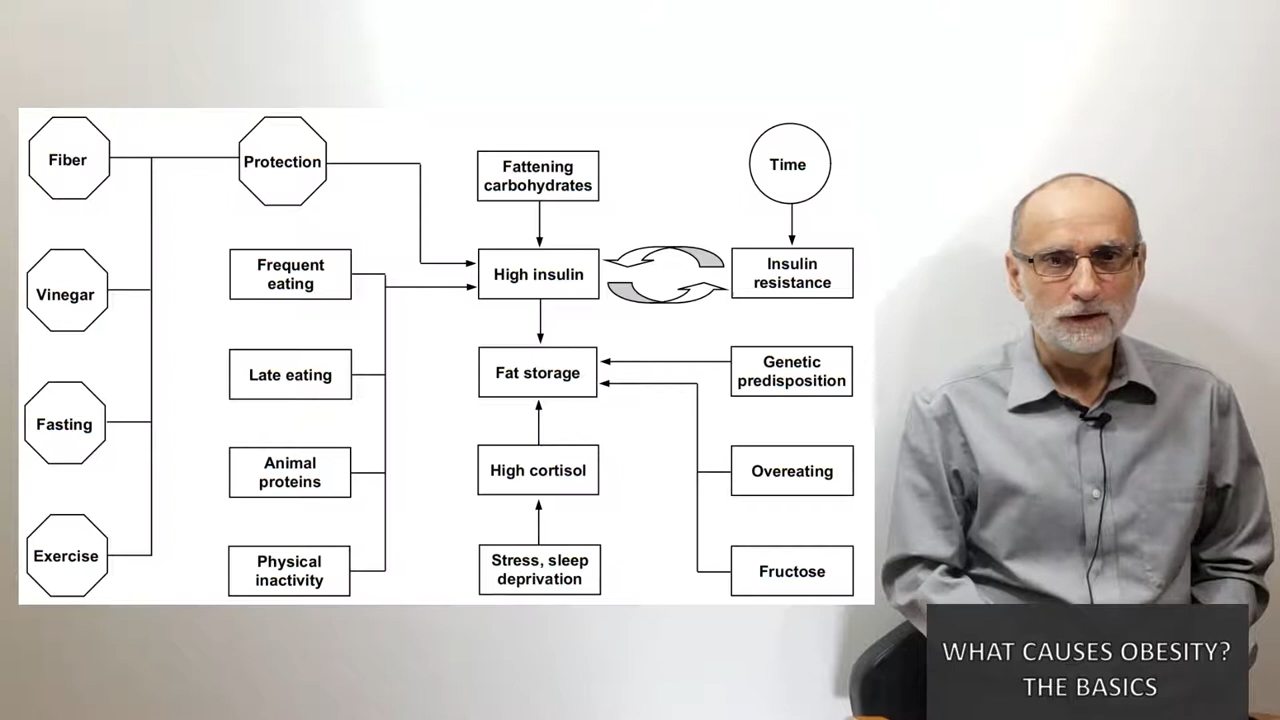 Fiber
Protection
Fattening
carbohydrates
Time
Vinegar
Frequent
eating
High insulin
Insulin
resistance
Late eating
Fat storage
Genetic
predisposition
Fasting
Animal
proteins
High cortisol
Overeating
Exercise
Physical
inactivity
Stress, sleep
deprivation
Fructose
WHAT CAUSES OBESITY?
THE BASICS